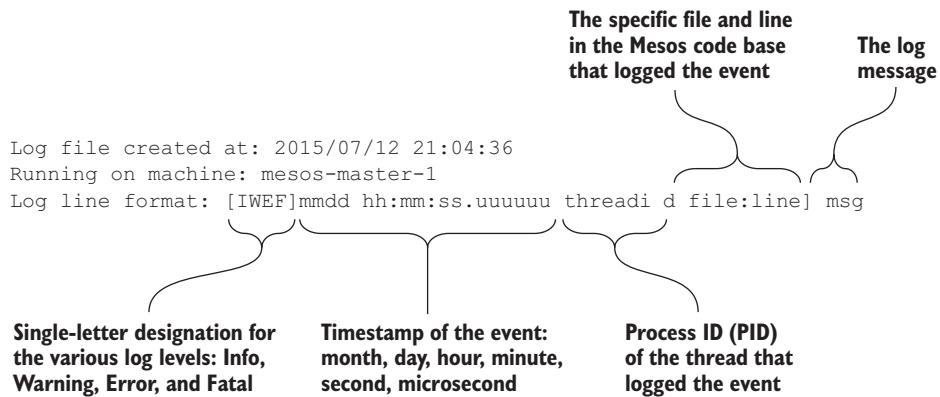 The specific file and line
in the Mesos code base
that logged the event
The log
message
Log file created at: 2015/07/12 21:04:36
Running on machine: mesos-master-1
Log line format: [IWEF]mmdd hh:mm:ss.uuuuuu threadi d file:line] msg
Single-letter designation for
the various log levels: Info,
Warning, Error, and Fatal
Timestamp of the event:
month, day, hour, minute,
second, microsecond
Process ID (PID)
of the thread that
logged the event